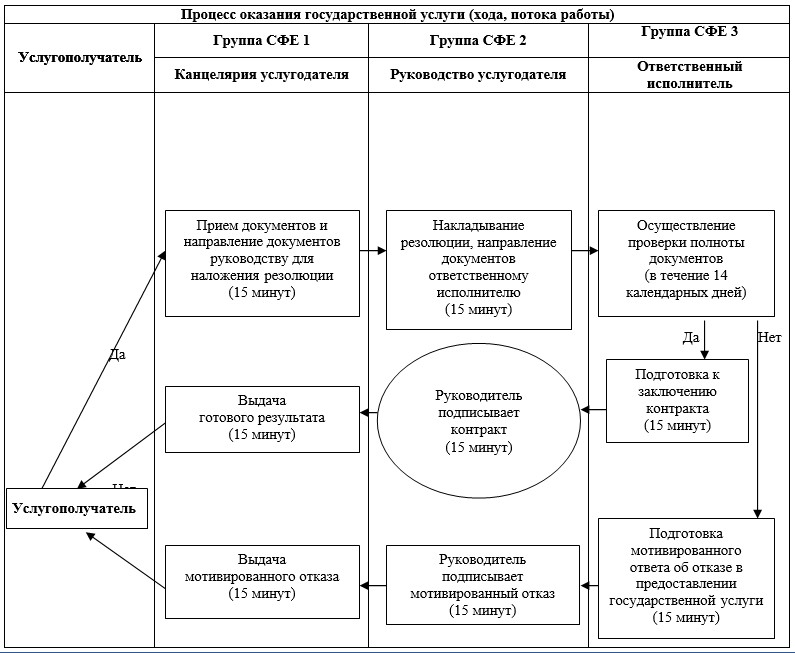 Процесс оказания государственной услуги (хода, потока работы)
Услугополучатель
Группа СФЕ 1
Группа СФЕ 2
Группа СФЕ 3
Канцелярия услугодателя
Руководство услугодателя
Ответственный
исполнитель
Прием документов и
направление документов
руководству для
наложения резолюции
(15 минут)
Накладывание
резолюции, направление
документов
ответственному
исполнителю
(15 минут)
Осуществление
проверки полноты
документов
(в течение 14
календарных дней)
Да
Да
Нет
Выдача
готового результата
(15 минут)
Руководитель
подписывает
контракт
(15 минут)
Подготовка к
заключению
контракта
(15 минут)
Нет
Услугополучатель
Выдача
мотивированного отказа
(15 минут)
Руководитель
подписывает
мотивированный отказ
(15 минут)
Подготовка
мотивированного
ответа об отказе в
предоставлении
государственной услуги
(15 минут)